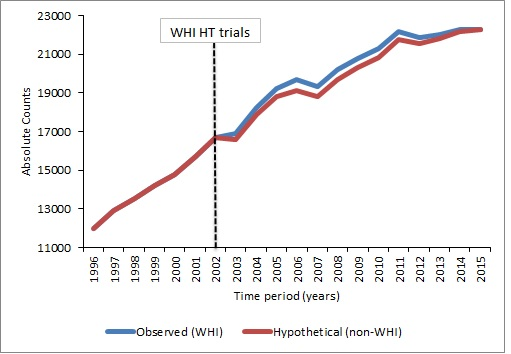 WHI HT trials
23000
21000
19000
17000
15000
13000
11000
Absolute Counts
1996 1997 1998 1999 2000 2001 2002 2003 2004 2005 2006 2007 2008 2009 2010 2011 2012 2013 2014 2015
Time period (years)
Observed (WHI) Hypothetical (non-WHI)